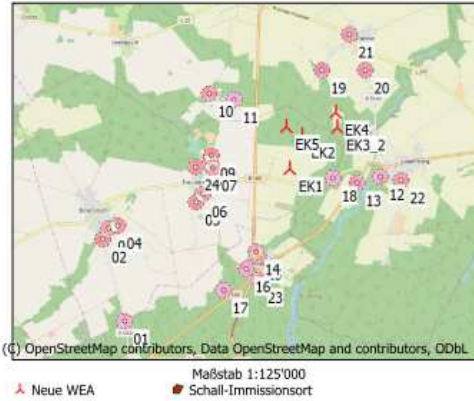 21
19
20
10
11
EK4
EK5
EK2
EK3_2
09
24
07
EK1
18
13
12
22
06
04
02
14
16
23
17
01
(C) OpenStreetMap contributors, Data OpenStreetMap and contributors, ODbL
Maßstab 1:125'000
Neue WEA
Schall-Immissionsort